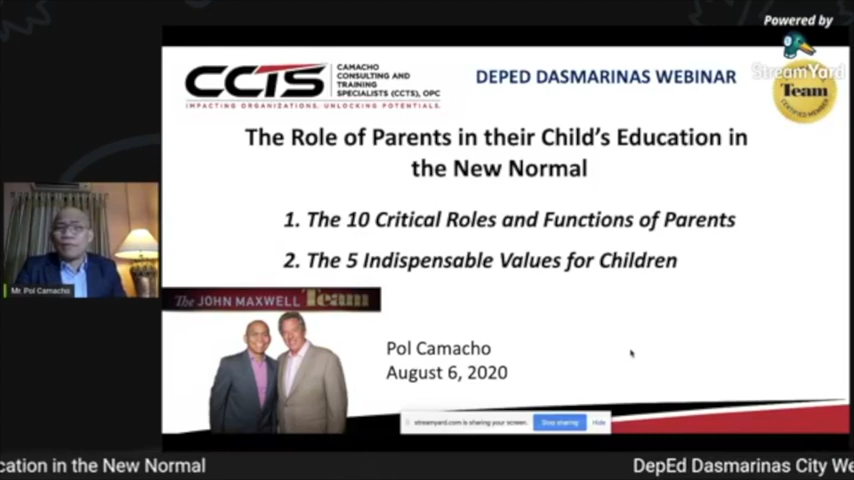 Powered by
StreamYard
CCTS
CAMACHO
CONSULTING AND
TRAINING
SPECIALISTS (CCTS), OPC
IMPACTING ORGANIZATIONS. UNLOCKING POTENTIALS.
DEPED DASMARINAS WEBINAR
Team
CERTIFIED MEMBER
The Role of Parents in their Child's Education in
the New Normal
1. The 10 Critical Roles and Functions of Parents
2. The 5 Indispensable Values for Children
Mr. Pol Camacho
The JOHN MAXWELL Team
Pol Camacho
August 6, 2020
streamyard.com is sharing your screen.
Stop sharing
Hide
cation in the New Normal
DepEd Dasmarinas City We